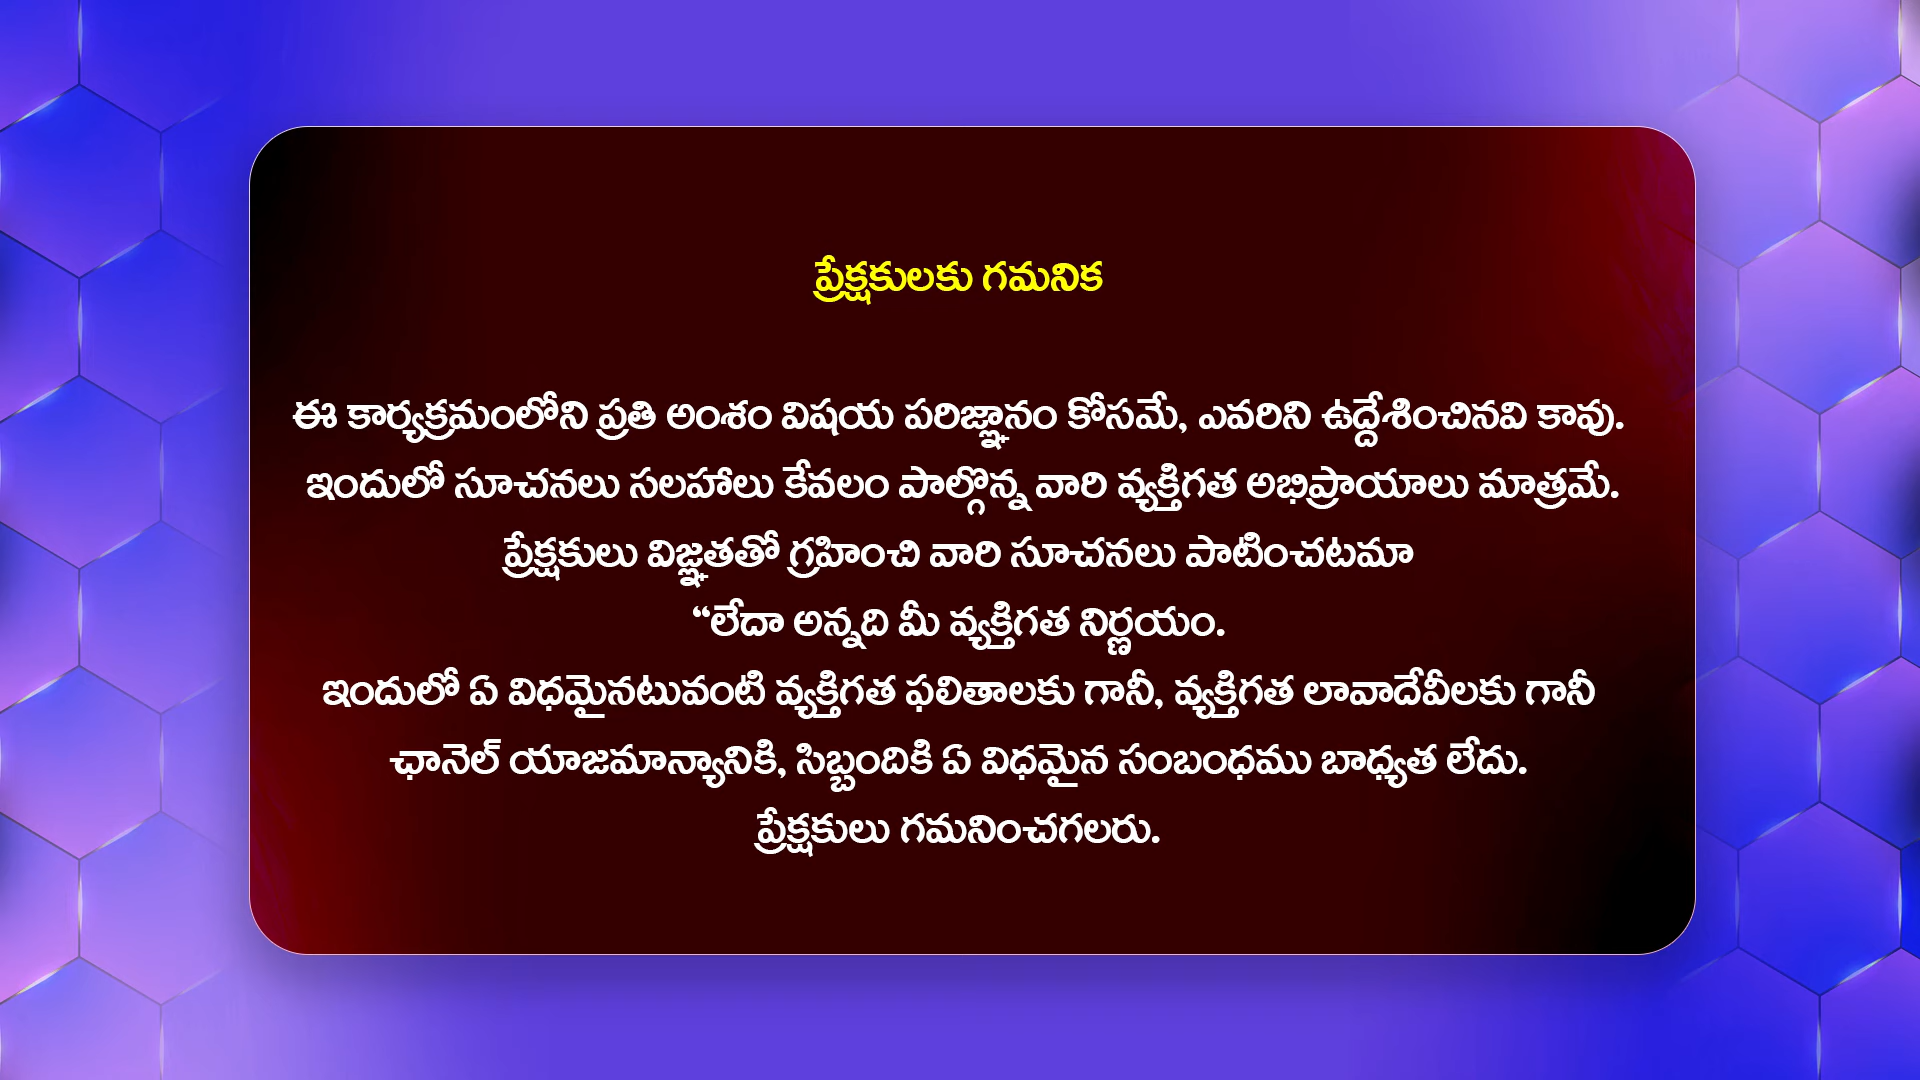 ప్రేక్షకులకు గమనిక
ఈ కార్యక్రమంలోని ప్రతి అంశం విషయ పరిజ్ఞానం కోసమే, ఎవరిని ఉద్దేశించినవి కావు.
ఇందులో సూచనలు సలహాలు కేవలం పాల్గొన్న వారి వ్యక్తిగత అభిప్రాయాలు మాత్రమే.
ప్రేక్షకులు విజ్ఞతతో గ్రహించి వారి సూచనలు పాటించటమా
“లేదా అన్నది మీ వ్యక్తిగత నిర్ణయం.
ఇందులో ఏ విధమైనటువంటి వ్యక్తిగత ఫలితాలకు గానీ, వ్యక్తిగత లావాదేవీలకు గానీ
ఛానెల్ యాజమాన్యానికి, సిబ్బందికి ఏ విధమైన సంబంధము బాధ్యత లేదు.
ప్రేక్షకులు గమనించగలరు.